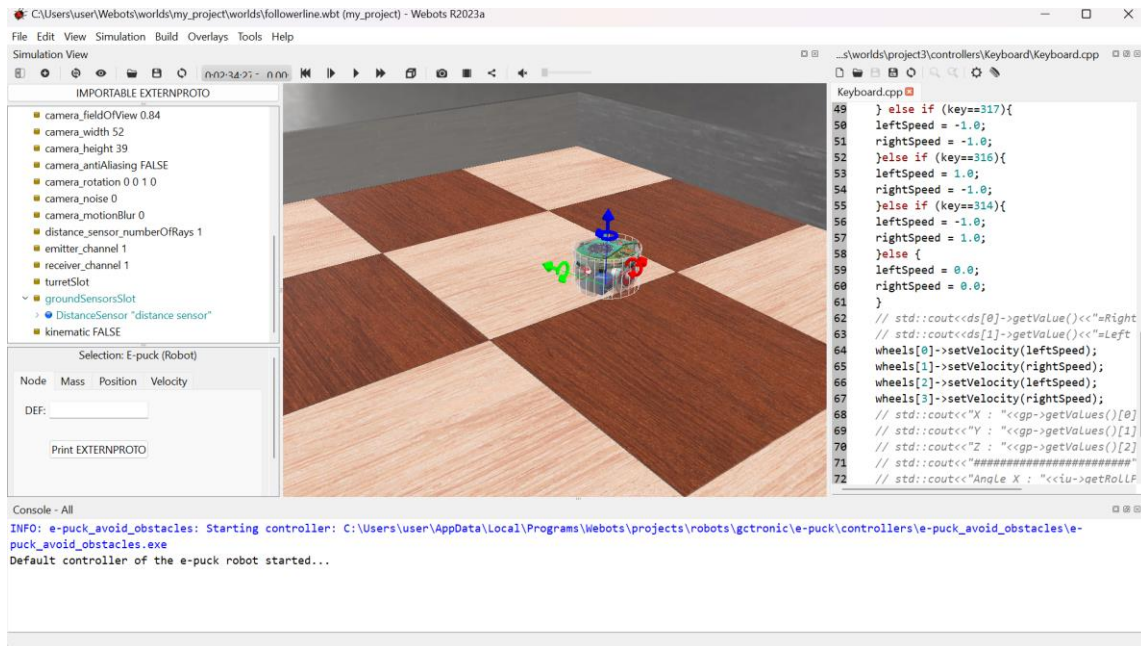 C:\Users\user\Webots\worlds\my_project\worlds\followerline.wbt (my_project) - Webots R2023a
File Edit View Simulation Build Overlays Tools Help
Simulation View
IMPORTABLE EXTERNPROTO
camera_fieldOfView 0.84
camera_width 52
camera_height 39
camera_antiAliasing FALSE
camera_rotation 0 0 1 0
camera_noise 0
camera_motionBlur 0
distance_sensor_numberOfRays 1
emitter_channel 1
receiver_channel 1
turretSlot
groundSensorsSlot
DistanceSensor "distance sensor"
kinematic FALSE
Selection: E-puck (Robot)
Node Mass Position Velocity
DEF:
Print EXTERNPROTO
...s\worlds\project3\controllers\Keyboard\Keyboard.cpp
Keyboard.cpp
49 } else if (key==317){
50 leftSpeed = -1.0;
51 rightSpeed = -1.0;
52 }else if (key==316){
53 leftSpeed = 1.0;
54 rightSpeed = -1.0;
55 }else if (key==314){
56 leftSpeed = -1.0;
57 rightSpeed = 1.0;
58 }else {
59 leftSpeed = 0.0;
60 rightSpeed = 0.0;
61 }
62 // std::cout<<ds[0]->getValue()<<"=Right
63 // std::cout<<ds[1]->getValue()<<"=Left
64 wheels[0]->setVelocity(leftSpeed);
65 wheels[1]->setVelocity(rightSpeed);
66 wheels[2]->setVelocity(leftSpeed);
67 wheels[3]->setVelocity(rightSpeed);
68 // std::cout<<"X : "<<gp->getValues()[0]
69 // std::cout<<"Y : "<<gp->getValues()[1]
70 // std::cout<<"Z : "<<gp->getValues()[2]
71 // std::cout<<"########################"
72 // std::cout<<"Angle X : "<<iu->getRollP
Console - All
INFO: e-puck_avoid_obstacles: Starting controller: C:\Users\user\AppData\Local\Programs\Webots\projects\robots\gctronic\e-puck\controllers\e-puck_avoid_obstacles\e-
puck_avoid_obstacles.exe
Default controller of the e-puck robot started...